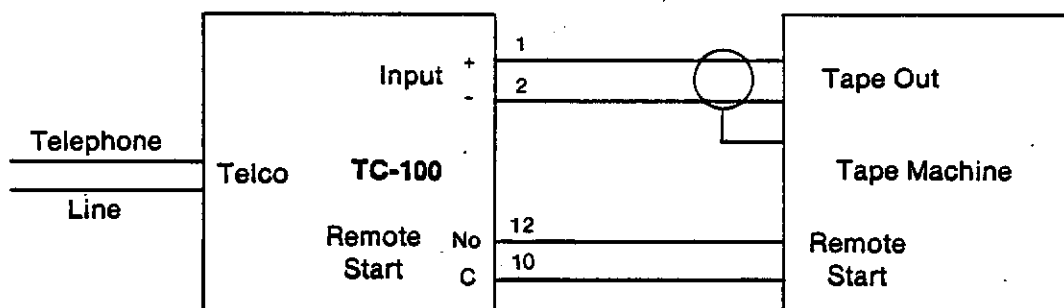 1
Input +
2
-
Tape Out
Telephone
Telco
TC-100
Tape Machine
Line
12
Remote No
Remote
10
Start C
Start